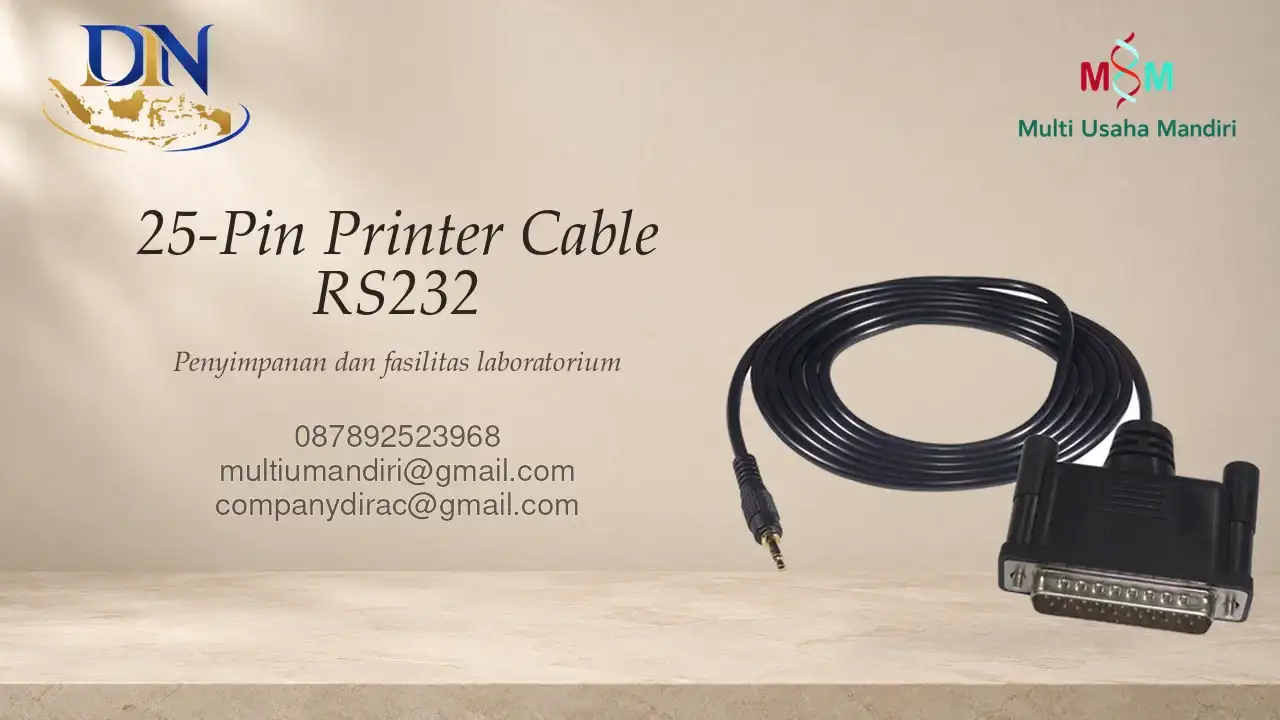 DN
MM
Multi Usaha Mandiri
25-Pin Printer Cable
RS232
Penyimpanan dan fasilitas laboratorium
087892523968
multiumandiri@gmail.com
companydirac@gmail.com